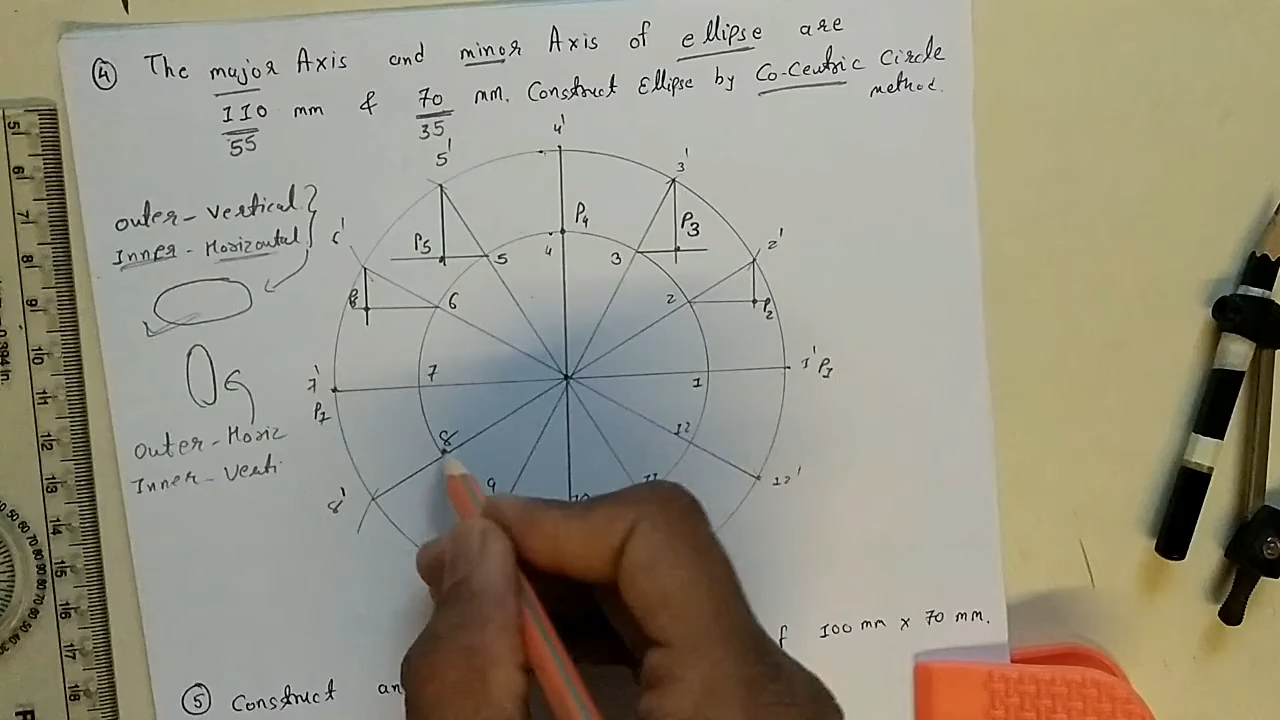 ④ The major Axis and minor Axis of ellipse are
110 mm & 70 mm. Construct Ellipse by Co-Centric Circle
method.
55 35
outer-vertical
Inner-Horizontal
Outer-Horiz
Inner-Verti
4'
5' 3'
6' 2'
P4
P5 P3
4
5 3
6 2 P2
7' 7 1 1' P1
P7
8 12
8' 9 10 11 12'
100 mm x 70 mm.
⑤ Construct an